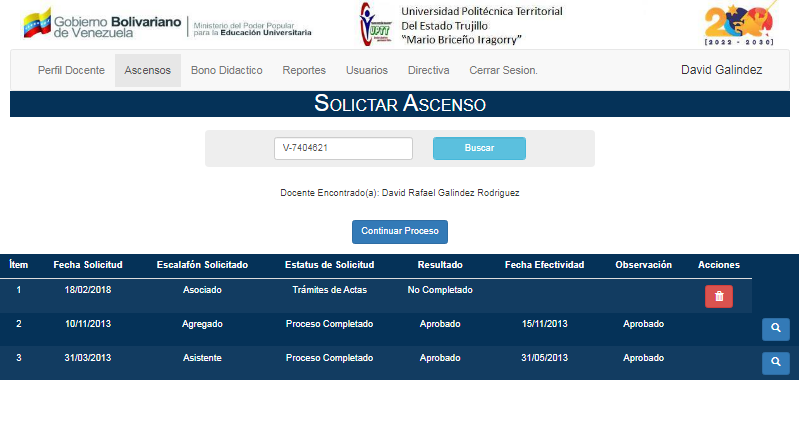 Gobierno Bolivariano
de Venezuela
Ministerio del Poder Popular
para la Educación Universitaria
UPTT
Universidad Politécnica Territorial
Del Estado Trujillo
"Mario Briceño Iragorry"
[2022 - 2030]
Perfil Docente Ascensos Bono Didactico Reportes Usuarios Directiva Cerrar Sesion. David Galindez
Solictar Ascenso
V-7404621 Buscar
Docente Encontrado(a): David Rafael Galindez Rodriguez
Continuar Proceso
Ítem Fecha Solicitud Escalafón Solicitado Estatus de Solicitud Resultado Fecha Efectividad Observación Acciones
1 18/02/2018 Asociado Trámites de Actas No Completado
2 10/11/2013 Agregado Proceso Completado Aprobado 15/11/2013 Aprobado
3 31/03/2013 Asistente Proceso Completado Aprobado 31/05/2013 Aprobado